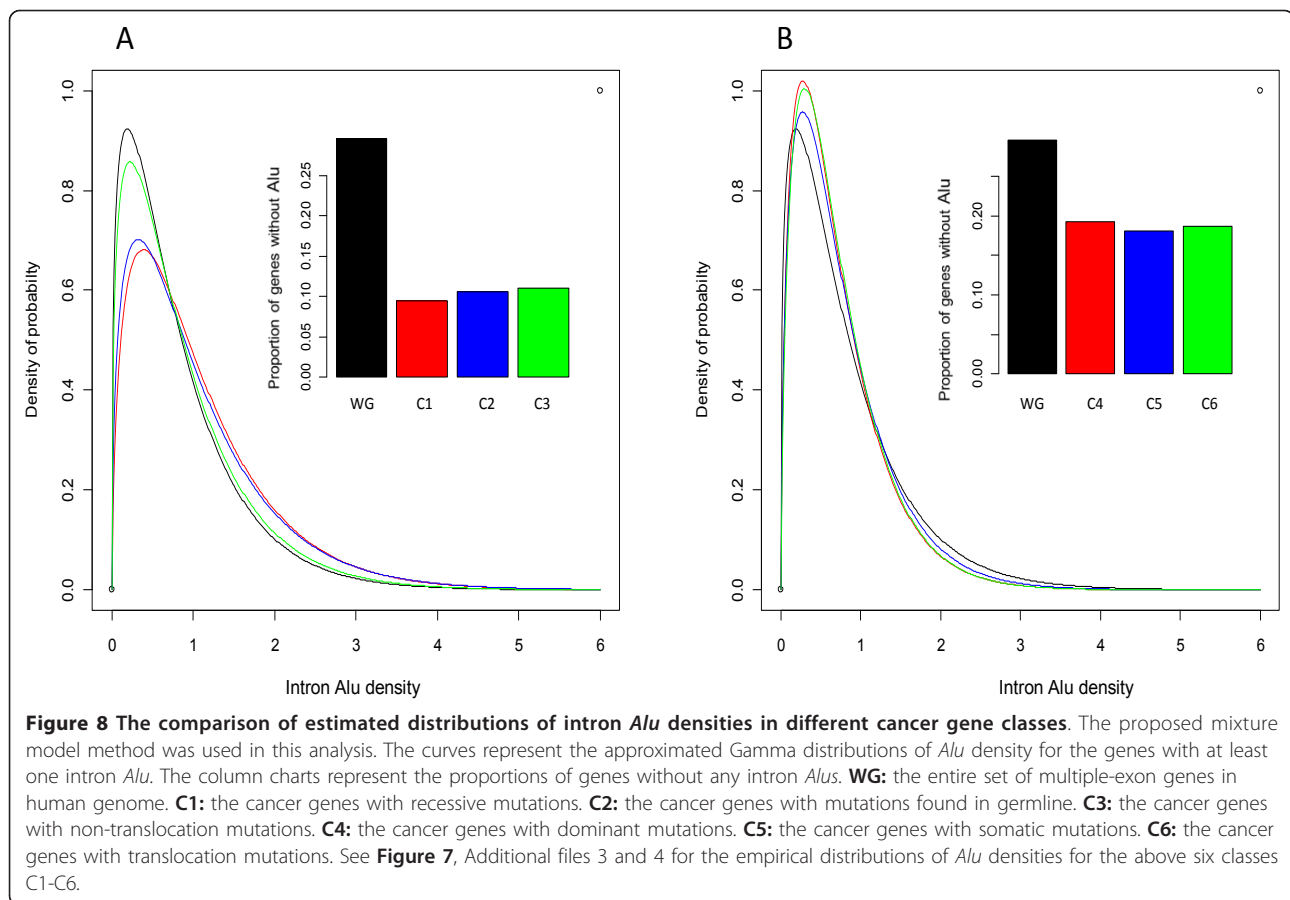 A
B
Density of probability
0.0
0.2
0.4
0.6
0.8
1.0
0
1
2
3
4
5
6
Intron Alu density
Proportion of genes without Alu
0.00
0.05
0.10
0.15
0.20
0.25
WG
C1
C2
C3
Density of probability
0.0
0.2
0.4
0.6
0.8
1.0
0
1
2
3
4
5
6
Intron Alu density
Proportion of genes without Alu
0.00
0.10
0.20
WG
C4
C5
C6
Figure 8 The comparison of estimated distributions of intron Alu densities in different cancer gene classes. The proposed mixture
model method was used in this analysis. The curves represent the approximated Gamma distributions of Alu density for the genes with at least
one intron Alu. The column charts represent the proportions of genes without any intron Alus. WG: the entire set of multiple-exon genes in
human genome. C1: the cancer genes with recessive mutations. C2: the cancer genes with mutations found in germline. C3: the cancer genes
with non-translocation mutations. C4: the cancer genes with dominant mutations. C5: the cancer genes with somatic mutations. C6: the cancer
genes with translocation mutations. See Figure 7, Additional files 3 and 4 for the empirical distributions of Alu densities for the above six classes
C1-C6.